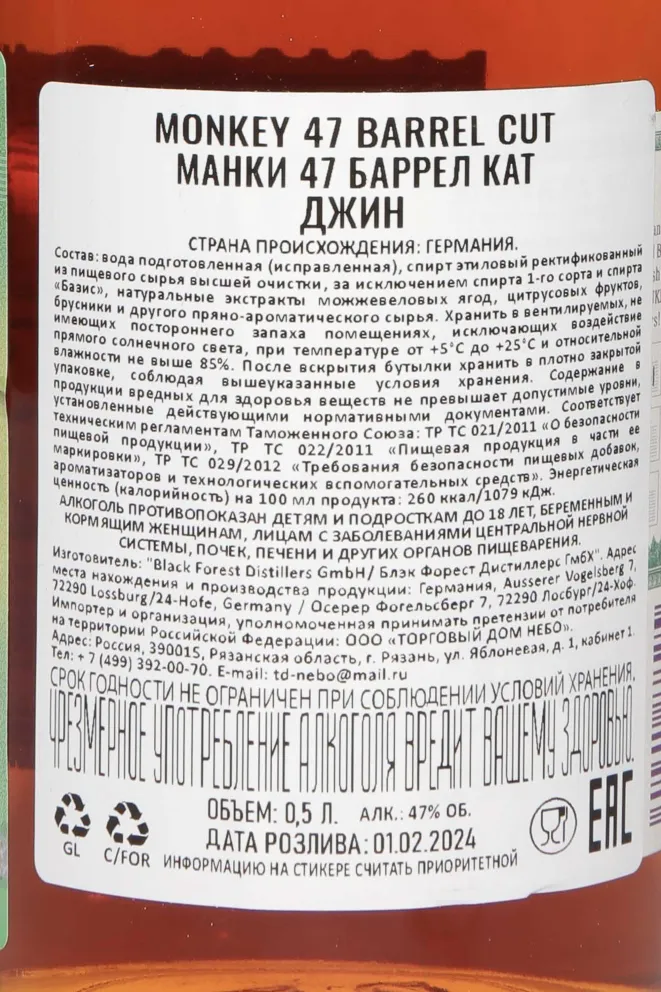 MONKEY 47 BARREL CUT
МАНКИ 47 БАРРЕЛ КАТ
ДЖИН
СТРАНА ПРОИСХОЖДЕНИЯ: ГЕРМАНИЯ.
Состав: вода подготовленная (исправленная), спирт этиловый ректификованный
из пищевого сырья высшей очистки, за исключением спирта 1-го сорта и спирта
«Базис», натуральные экстракты можжевеловых ягод, цитрусовых фруктов,
брусники и другого пряно-ароматического сырья. Хранить в вентилируемых, не
имеющих постороннего запаха помещениях, исключающих воздействие
прямого солнечного света, при температуре от +5°С до +25°С и относительной
влажности не выше 85%. После вскрытия бутылки хранить в плотно закрытой
упаковке, соблюдая вышеуказанные условия хранения. Содержание в
продукции вредных для здоровья веществ не превышает допустимые уровни,
установленные действующими нормативными документами. Соответствует
техническим регламентам Таможенного Союза: ТР ТС 021/2011 «О безопасности
пищевой продукции», ТР ТС 022/2011 «Пищевая продукция в части ее
маркировки», ТР ТС 029/2012 «Требования безопасности пищевых добавок,
ароматизаторов и технологических вспомогательных средств». Энергетическая
ценность (калорийность) на 100 мл продукта: 260 ккал/1079 кДж.
АЛКОГОЛЬ ПРОТИВОПОКАЗАН ДЕТЯМ И ПОДРОСТКАМ ДО 18 ЛЕТ, БЕРЕМЕННЫМ И
КОРМЯЩИМ ЖЕНЩИНАМ, ЛИЦАМ С ЗАБОЛЕВАНИЯМИ ЦЕНТРАЛЬНОЙ НЕРВНОЙ
СИСТЕМЫ, ПОЧЕК, ПЕЧЕНИ И ДРУГИХ ОРГАНОВ ПИЩЕВАРЕНИЯ.
Изготовитель: "Black Forest Distillers GmbH/ Блэк Форест Дистиллерс ГмбХ". Адрес
места нахождения и производства продукции: Германия, Ausserer Vogelsberg 7,
72290 Lossburg/24-Hofe, Germany / Осерер Фогельсберг 7, 72290 Лосбург/24-Хоф.
Импортер и организация, уполномоченная принимать претензии от потребителя
на территории Российской Федерации: ООО «ТОРГОВЫЙ ДОМ НЕБО».
Адрес: Россия, 390015, Рязанская область, г. Рязань, ул. Яблоневая, д. 1, кабинет 1.
Тел: + 7 (499) 392-00-70. E-mail: td-nebo@mail.ru
СРОК ГОДНОСТИ НЕ ОГРАНИЧЕН ПРИ СОБЛЮДЕНИИ УСЛОВИЙ ХРАНЕНИЯ.
ЧРЕЗМЕРНОЕ УПОТРЕБЛЕНИЕ АЛКОГОЛЯ ВРЕДИТ ВАШЕМУ ЗДОРОВЬЮ.
ОБЪЕМ: 0,5 Л. АЛК.: 47% ОБ.
ДАТА РОЗЛИВА: 01.02.2024
ИНФОРМАЦИЮ НА СТИКЕРЕ СЧИТАТЬ ПРИОРИТЕТНОЙ
GL
C/FOR
ЕАС